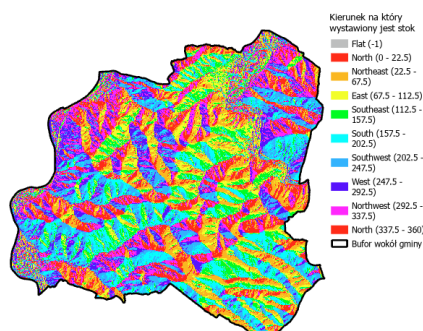 Kierunek na który
wystawiony jest stok
Flat (-1)
North (0 - 22.5)
Northeast (22.5 -
67.5)
East (67.5 - 112.5)
Southeast (112.5 -
157.5)
South (157.5 -
202.5)
Southwest (202.5 -
247.5)
West (247.5 -
292.5)
Northwest (292.5 -
337.5)
North (337.5 - 360)
Bufor wokół gminy